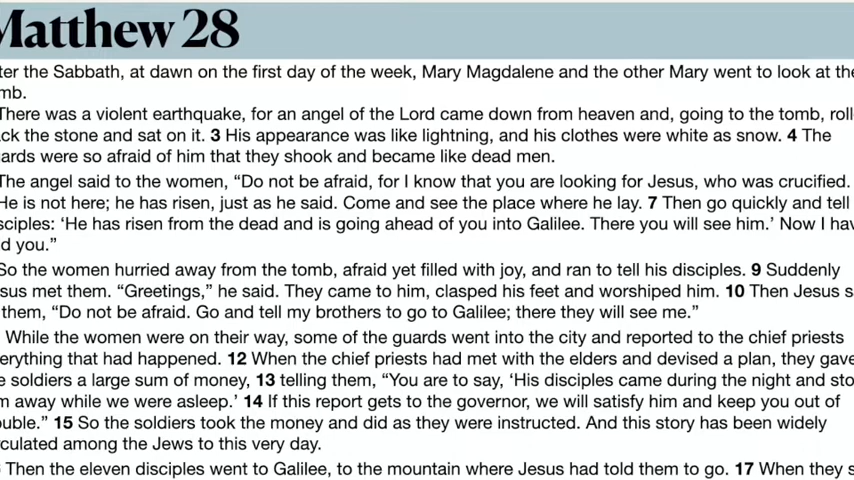 Matthew 28
ter the Sabbath, at dawn on the first day of the week, Mary Magdalene and the other Mary went to look at the
mb.
There was a violent earthquake, for an angel of the Lord came down from heaven and, going to the tomb, roll
ck the stone and sat on it. 3 His appearance was like lightning, and his clothes were white as snow. 4 The
ards were so afraid of him that they shook and became like dead men.
The angel said to the women, “Do not be afraid, for I know that you are looking for Jesus, who was crucified.
He is not here; he has risen, just as he said. Come and see the place where he lay. 7 Then go quickly and tell
sciples: ‘He has risen from the dead and is going ahead of you into Galilee. There you will see him.’ Now I hav
d you.”
So the women hurried away from the tomb, afraid yet filled with joy, and ran to tell his disciples. 9 Suddenly
sus met them. “Greetings,” he said. They came to him, clasped his feet and worshiped him. 10 Then Jesus s
them, “Do not be afraid. Go and tell my brothers to go to Galilee; there they will see me.”
While the women were on their way, some of the guards went into the city and reported to the chief priests
erything that had happened. 12 When the chief priests had met with the elders and devised a plan, they gave
e soldiers a large sum of money, 13 telling them, “You are to say, ‘His disciples came during the night and sto
m away while we were asleep.’ 14 If this report gets to the governor, we will satisfy him and keep you out of
ouble.” 15 So the soldiers took the money and did as they were instructed. And this story has been widely
rculated among the Jews to this very day.
Then the eleven disciples went to Galilee, to the mountain where Jesus had told them to go. 17 When they s